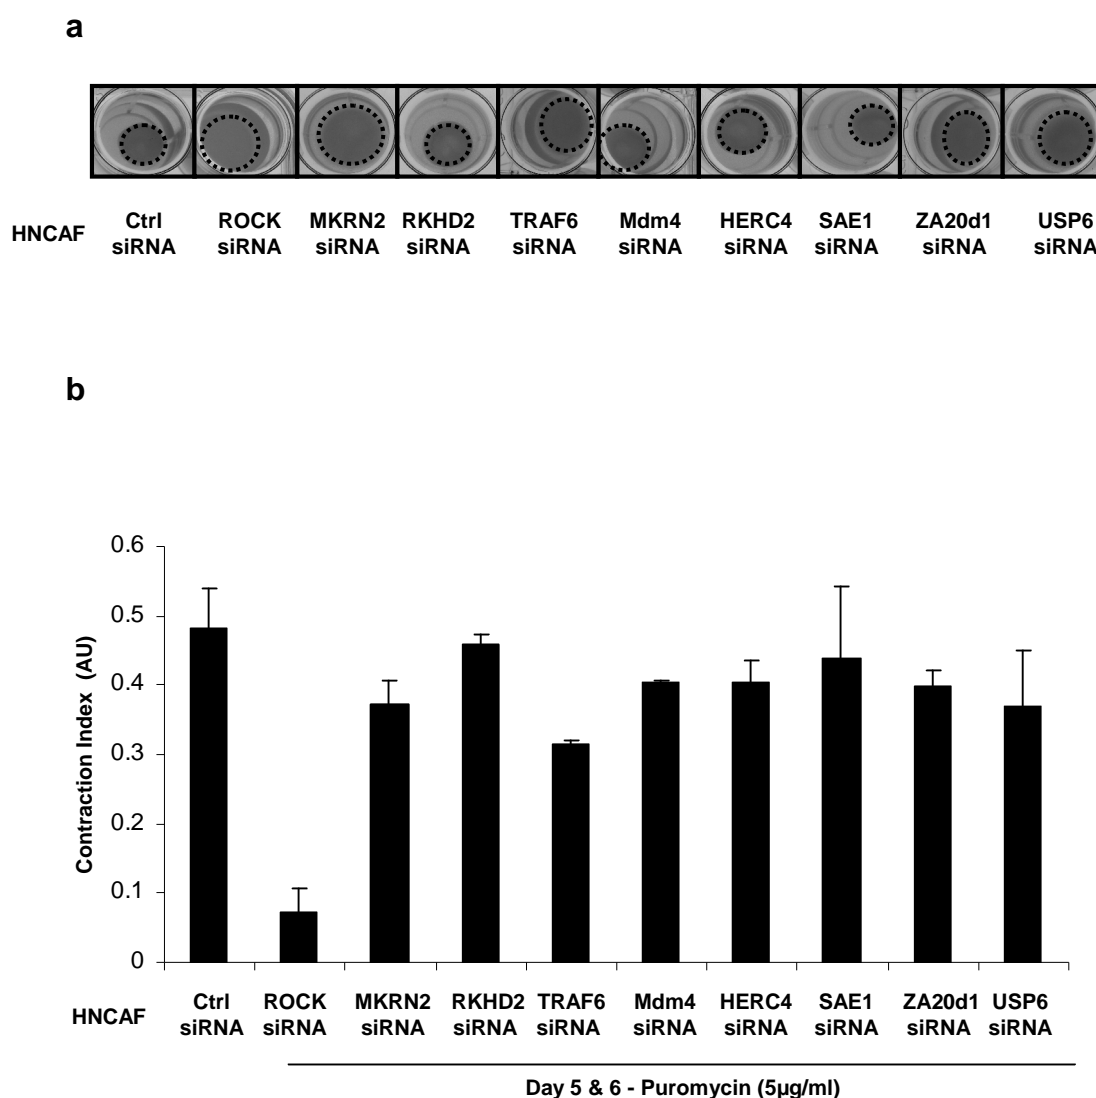 a
HNCAF
Ctrl siRNA
ROCK siRNA
MKRN2 siRNA
RKHD2 siRNA
TRAF6 siRNA
Mdm4 siRNA
HERC4 siRNA
SAE1 siRNA
ZA20d1 siRNA
USP6 siRNA
b
Contraction Index (AU)
0.6
0.5
0.4
0.3
0.2
0.1
0
HNCAF
Ctrl siRNA
ROCK siRNA
MKRN2 siRNA
RKHD2 siRNA
TRAF6 siRNA
Mdm4 siRNA
HERC4 siRNA
SAE1 siRNA
ZA20d1 siRNA
USP6 siRNA
Day 5 & 6 - Puromycin (5µg/ml)